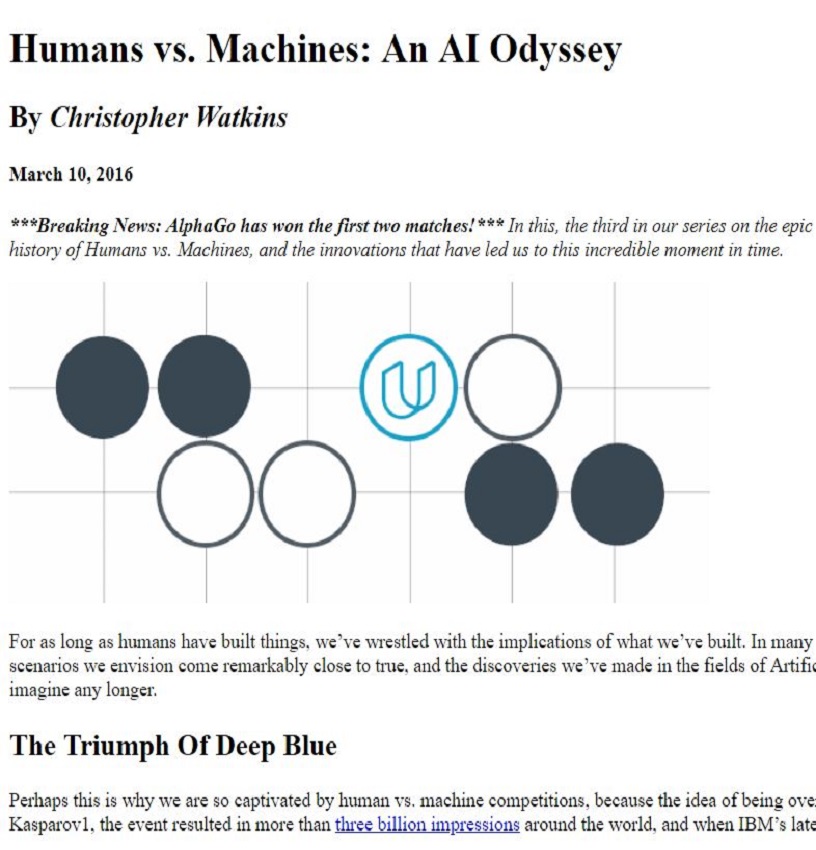 Humans vs. Machines: An AI Odyssey
By Christopher Watkins
March 10, 2016
***Breaking News: AlphaGo has won the first two matches!*** In this, the third in our series on the epic
history of Humans vs. Machines, and the innovations that have led us to this incredible moment in time.
For as long as humans have built things, we've wrestled with the implications of what we've built. In many
scenarios we envision come remarkably close to true, and the discoveries we've made in the fields of Artific
imagine any longer.
The Triumph Of Deep Blue
Perhaps this is why we are so captivated by human vs. machine competitions, because the idea of being ove
Kasparov1, the event resulted in more than three billion impressions around the world, and when IBM's late